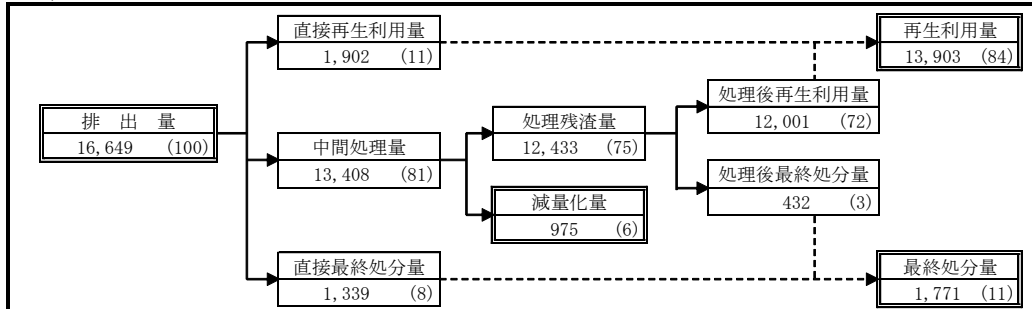 直接再生利用量
1,902 (11)
再生利用量
13,903 (84)
排 出 量
16,649 (100)
中間処理量
13,408 (81)
処理残渣量
12,433 (75)
処理後再生利用量
12,001 (72)
処理後最終処分量
432 (3)
減量化量
975 (6)
直接最終処分量
1,339 (8)
最終処分量
1,771 (11)